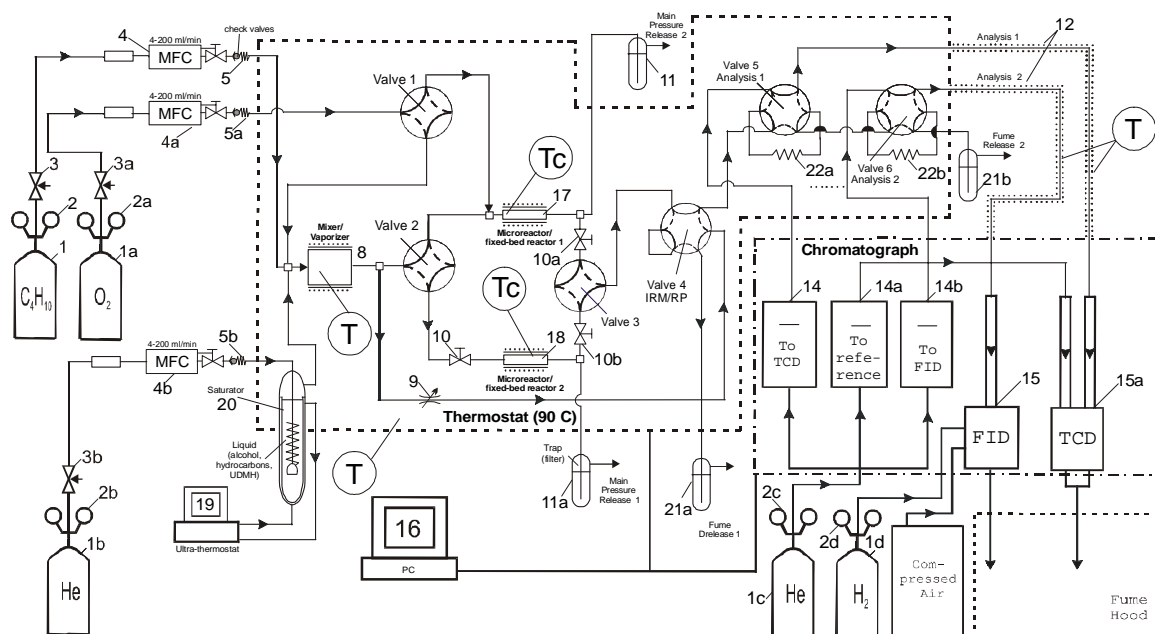 4
4-200 ml/min
check valves
MFC
5
4-200 ml/min
MFC
4a
5a
3
3a
2
2a
1
1a
C4H10
O2
Valve 1
Main
Pressure
Release 2
11
Valve 5
Analysis 1
Valve 6
Analysis 2
22a
22b
Analysis 1
12
Analysis 2
T
Fume
Release 2
21b
Tc
17
Microreactor/
fixed-bed reactor 1
Mixer/
Vaporizer
8
T
Valve 2
10a
Valve 3
Valve 4
IRM/RP
Tc
10
18
10b
Microreactor/
fixed-bed reactor 2
9
Thermostat (90 C)
T
4-200 ml/min
MFC
4b
5b
Saturator
20
Liquid
(alcohol,
hydrocarbons,
UDMH)
3b
2b
1b
He
19
Ultra-thermostat
16
PC
Trap
(filter)
11a
Main
Pressure
Release 1
21a
Fume Drelease 1
Chromatograph
14
14a
14b
To
TCD
To
refe-
rence
To
FID
15
15a
FID
TCD
2c
1c
He
2d
1d
H2
Com-
pressed
Air
Fume
Hood